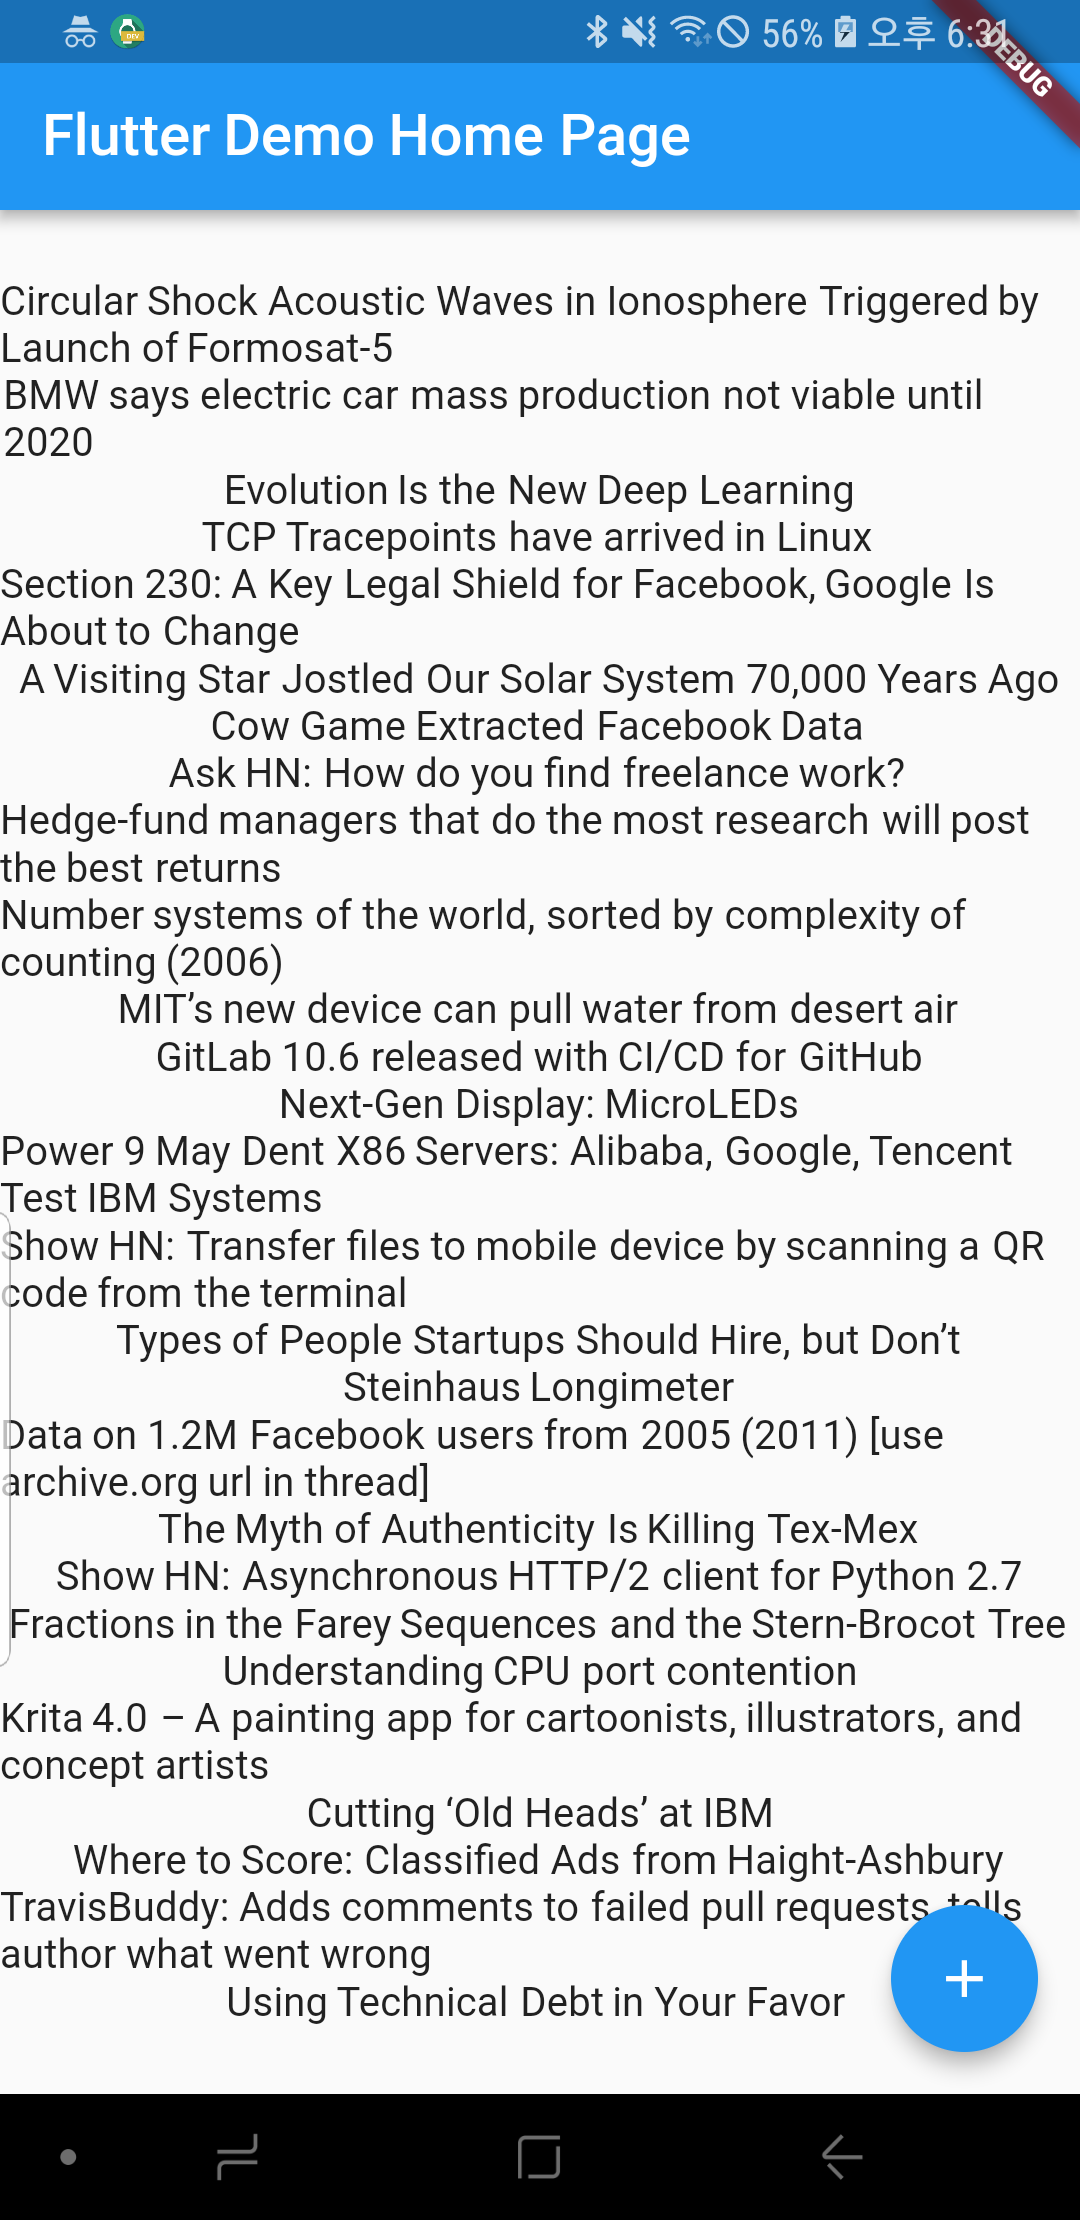 DEV
56% 오후 6:31
DEBUG
Flutter Demo Home Page
Circular Shock Acoustic Waves in Ionosphere Triggered by
Launch of Formosat-5
BMW says electric car mass production not viable until
2020
Evolution Is the New Deep Learning
TCP Tracepoints have arrived in Linux
Section 230: A Key Legal Shield for Facebook, Google Is
About to Change
A Visiting Star Jostled Our Solar System 70,000 Years Ago
Cow Game Extracted Facebook Data
Ask HN: How do you find freelance work?
Hedge-fund managers that do the most research will post
the best returns
Number systems of the world, sorted by complexity of
counting (2006)
MIT’s new device can pull water from desert air
GitLab 10.6 released with CI/CD for GitHub
Next-Gen Display: MicroLEDs
Power 9 May Dent X86 Servers: Alibaba, Google, Tencent
Test IBM Systems
Show HN: Transfer files to mobile device by scanning a QR
code from the terminal
Types of People Startups Should Hire, but Don’t
Steinhaus Longimeter
Data on 1.2M Facebook users from 2005 (2011) [use
archive.org url in thread]
The Myth of Authenticity Is Killing Tex-Mex
Show HN: Asynchronous HTTP/2 client for Python 2.7
Fractions in the Farey Sequences and the Stern-Brocot Tree
Understanding CPU port contention
Krita 4.0 – A painting app for cartoonists, illustrators, and
concept artists
Cutting ‘Old Heads’ at IBM
Where to Score: Classified Ads from Haight-Ashbury
TravisBuddy: Adds comments to failed pull requests, tells
author what went wrong
Using Technical Debt in Your Favor